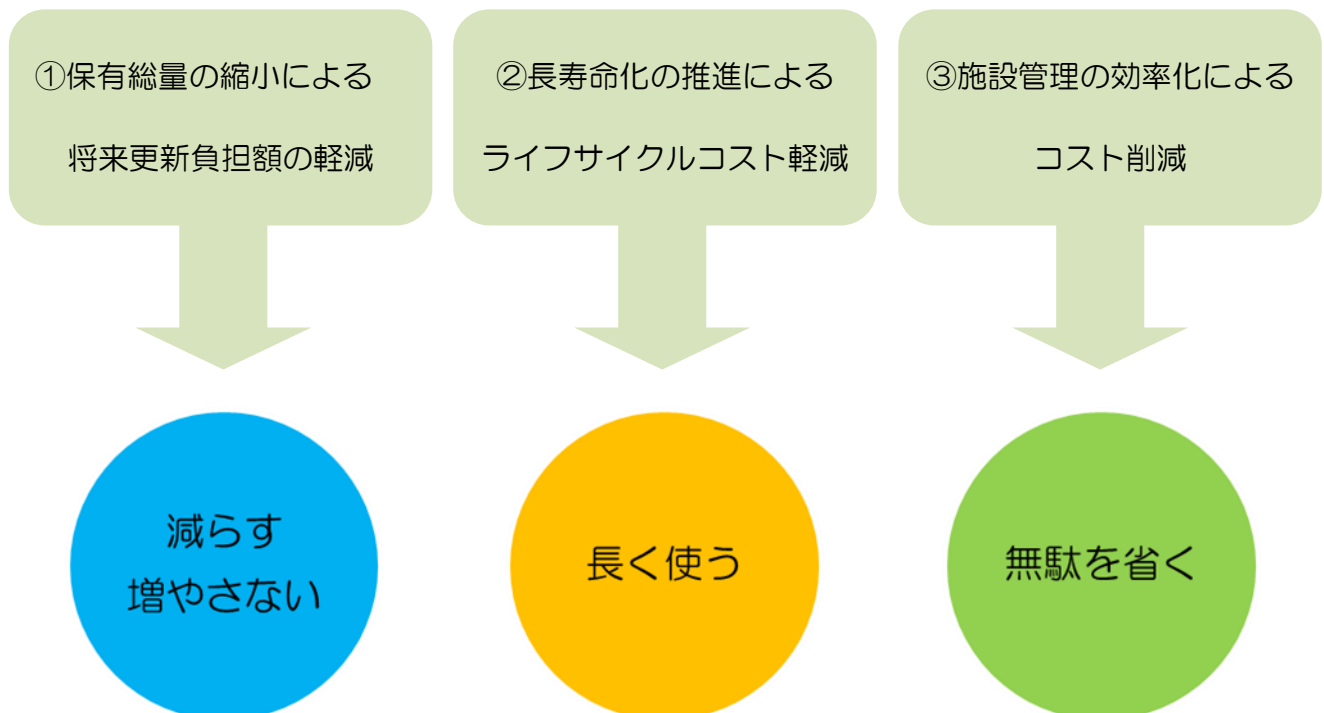 ①保有総量の縮小による
将来更新負担額の軽減
②長寿命化の推進による
ライフサイクルコスト軽減
③施設管理の効率化による
コスト削減
減らす
増やさない
長く使う
無駄を省く